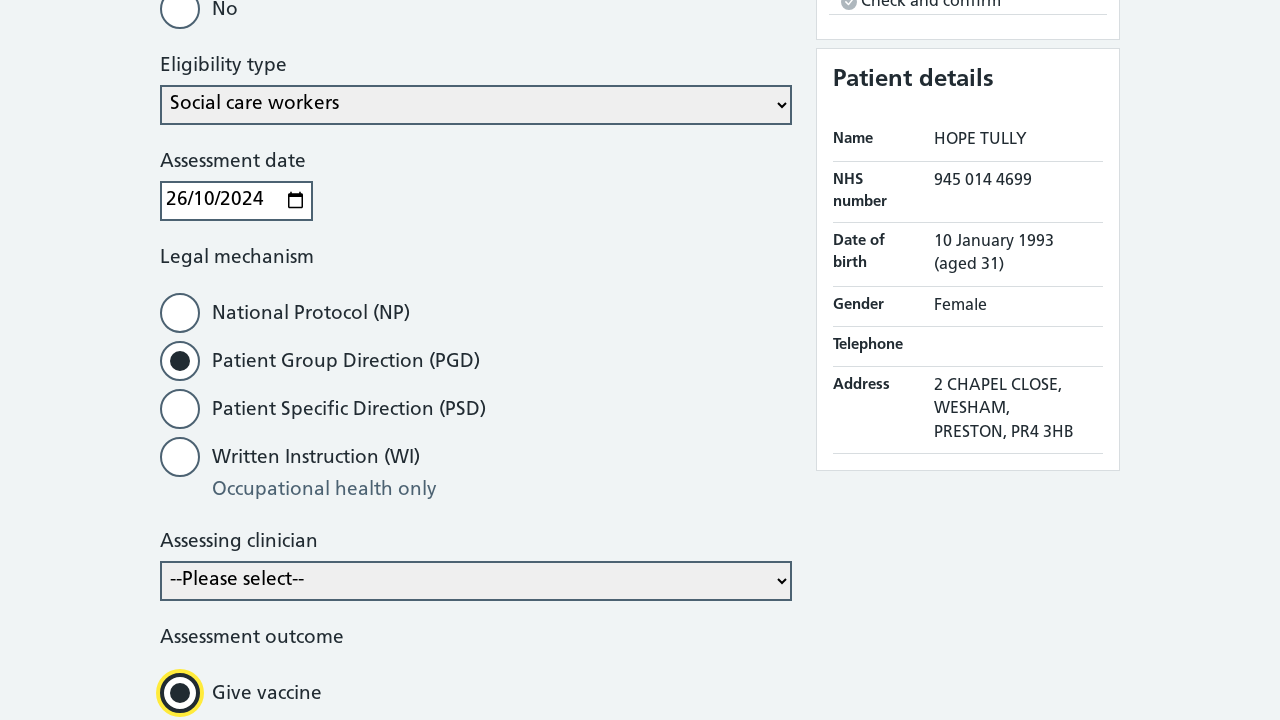 No
Eligibility type
Social care workers
Assessment date
26/10/2024
Legal mechanism
National Protocol (NP)
Patient Group Direction (PGD)
Patient Specific Direction (PSD)
Written Instruction (WI)
Occupational health only
Assessing clinician
--Please select--
Assessment outcome
Give vaccine
Check and confirm
Patient details
Name HOPE TULLY
NHS number 945 014 4699
Date of birth 10 January 1993
(aged 31)
Gender Female
Telephone
Address 2 CHAPEL CLOSE,
WESHAM,
PRESTON, PR4 3HB